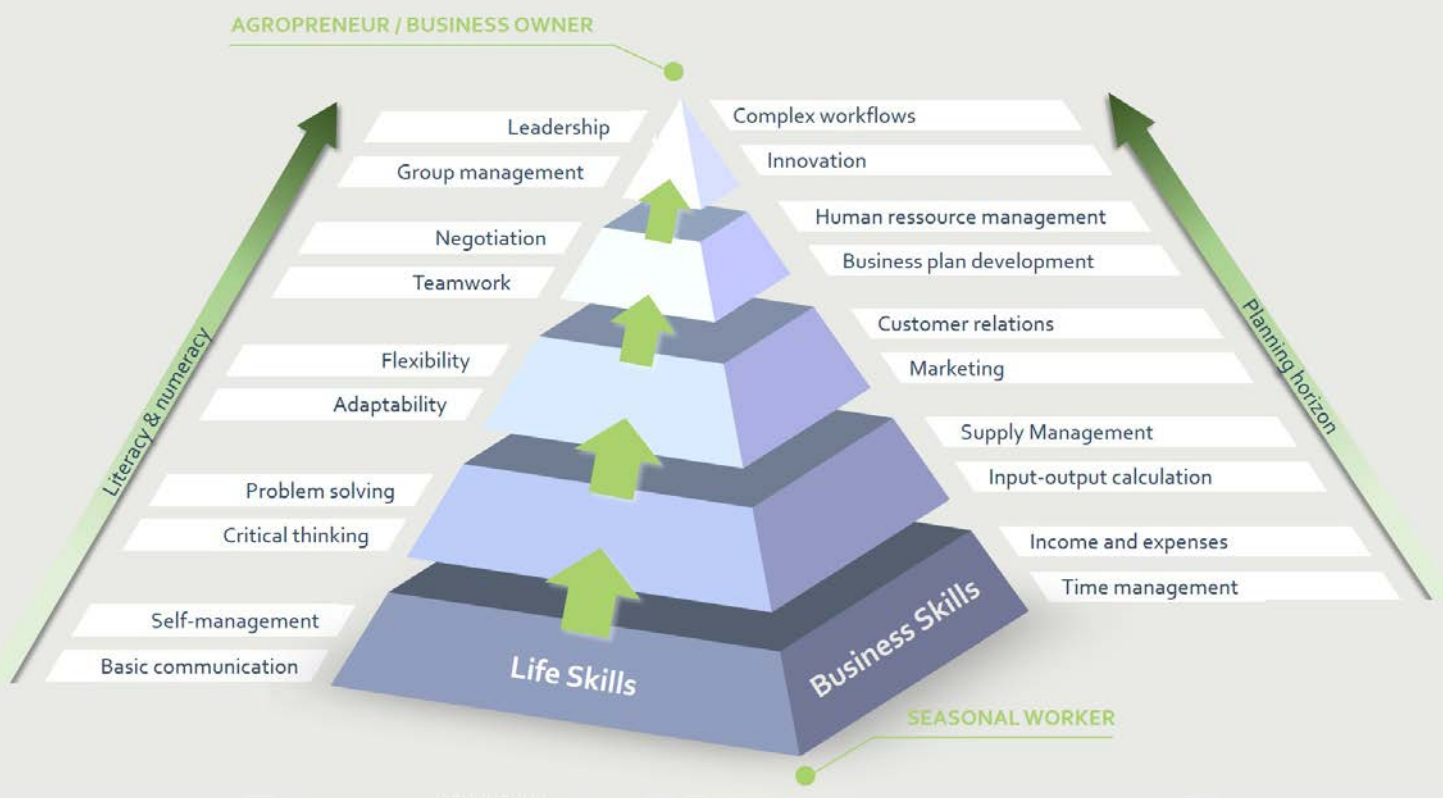 AGROPRENEUR / BUSINESS OWNER
Leadership
Complex workflows
Group management
Innovation
Negotiation
Human ressource management
Teamwork
Business plan development
Flexibility
Customer relations
Adaptability
Marketing
Literacy & numeracy
Planning horizon
Problem solving
Supply Management
Critical thinking
Input-output calculation
Self-management
Income and expenses
Basic communication
Time management
Life Skills
Business Skills
SEASONAL WORKER